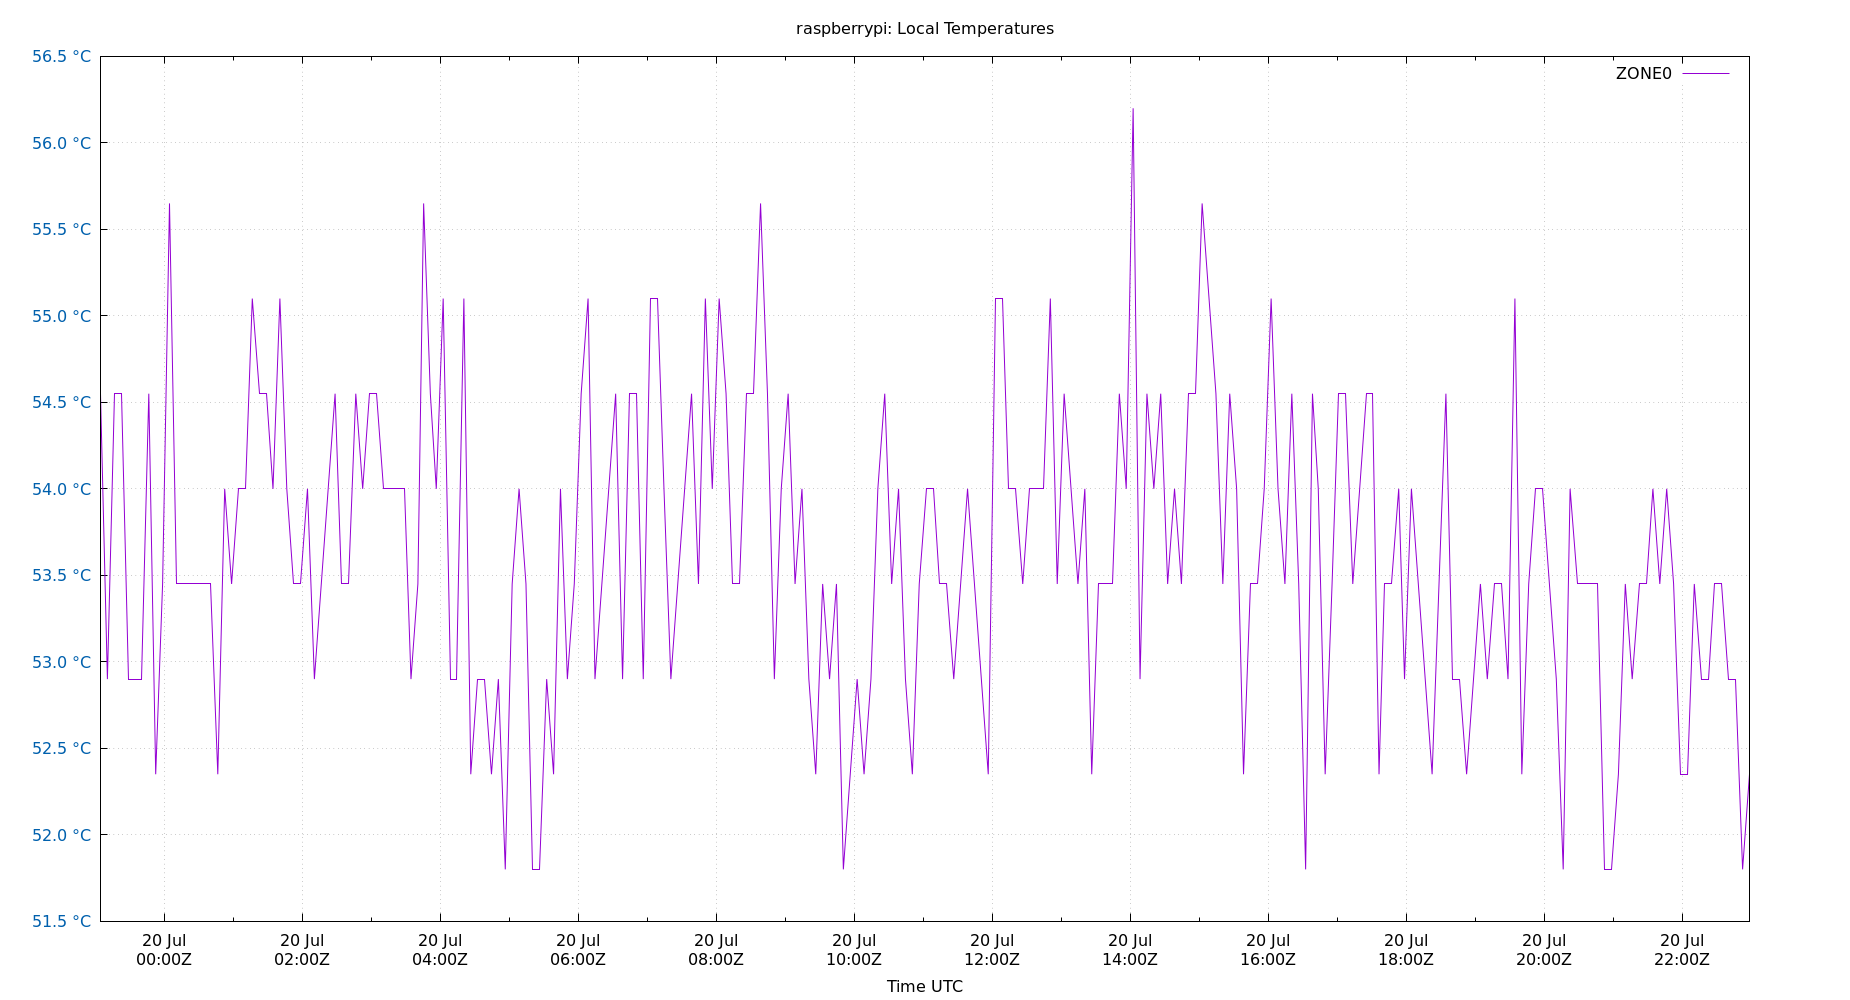 raspberrypi: Local Temperatures
56.5 °C
ZONE0
56.0 °C
55.5 °C
55.0 °C
54.5 °C
54.0 °C
53.5 °C
53.0 °C
52.5 °C
52.0 °C
51.5 °C
20 Jul 20 Jul 20 Jul 20 Jul 20 Jul 20 Jul 20 Jul 20 Jul 20 Jul 20 Jul 20 Jul 20 Jul
00:00Z 02:00Z 04:00Z 06:00Z 08:00Z 10:00Z 12:00Z 14:00Z 16:00Z 18:00Z 20:00Z 22:00Z
Time UTC